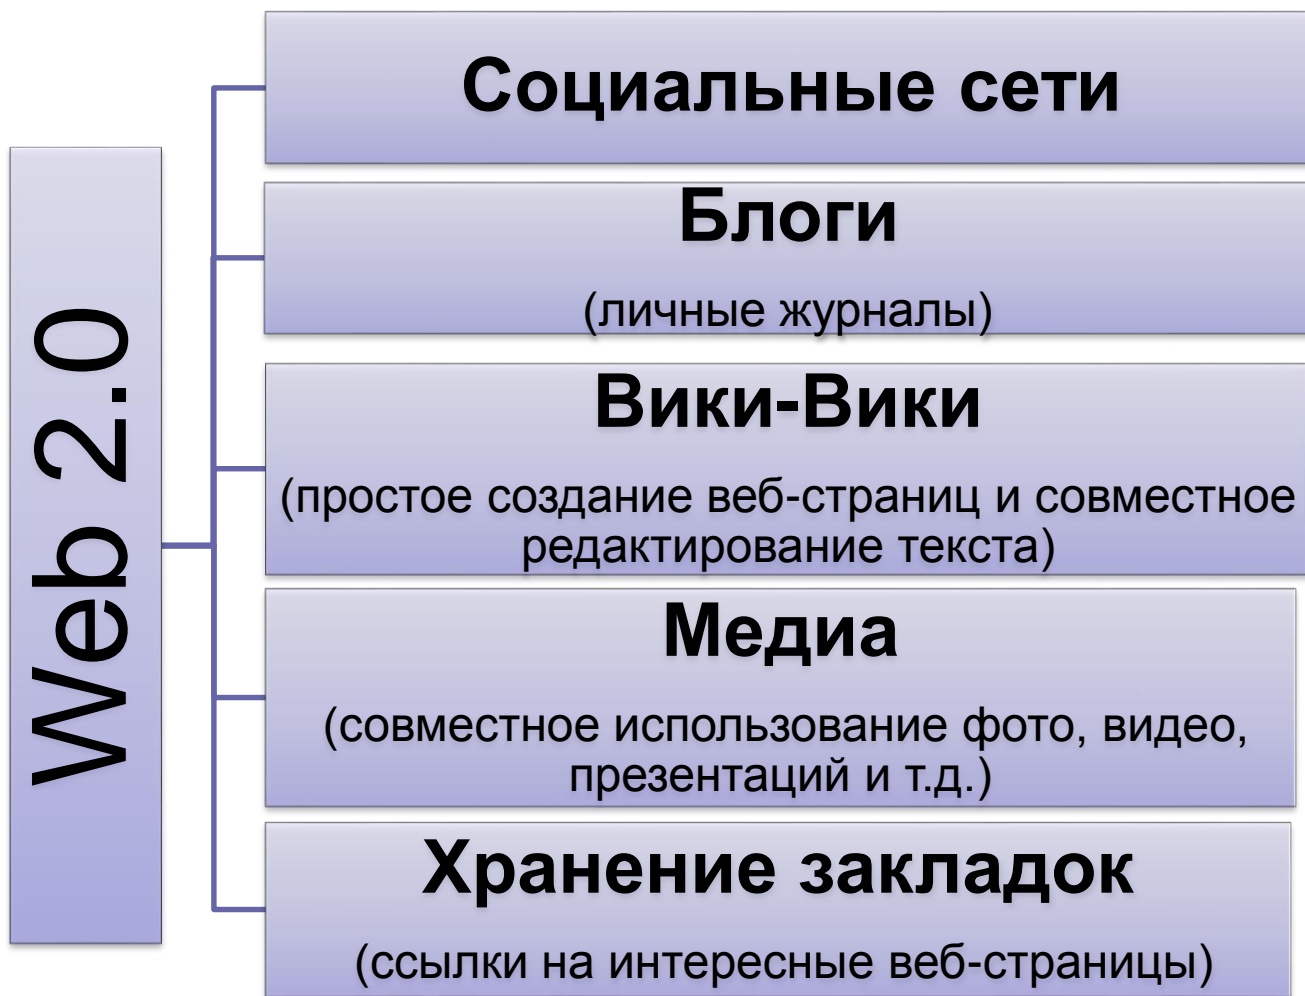 Web 2.0
Социальные сети
Блоги
(личные журналы)
Вики-Вики
(простое создание веб-страниц и совместное
редактирование текста)
Медиа
(совместное использование фото, видео,
презентаций и т.д.)
Хранение закладок
(ссылки на интересные веб-страницы)